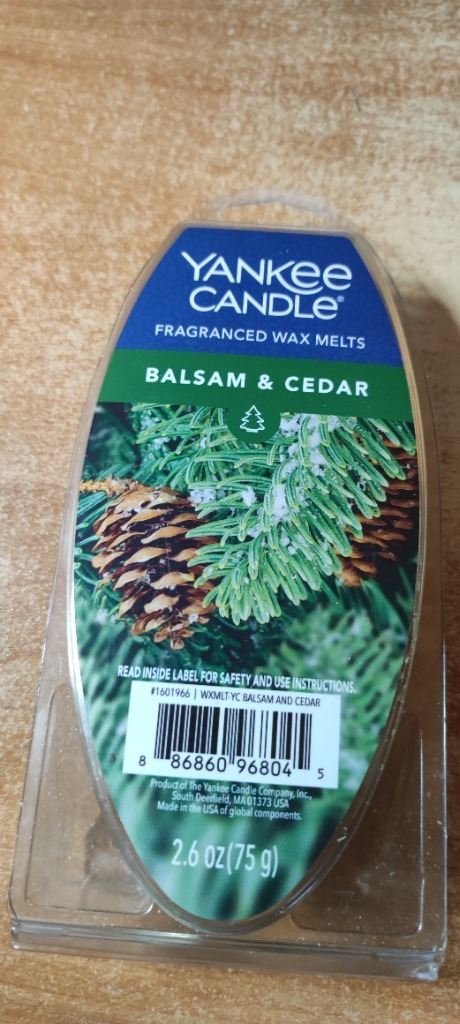 YANKEE
CANDLE®
FRAGRANCED WAX MELTS
BALSAM & CEDAR
READ INSIDE LABEL FOR SAFETY AND USE INSTRUCTIONS.
#1601966 | WXMLT-YC BALSAM AND CEDAR
8 86860 96804 5
Product of The Yankee Candle Company, Inc.,
South Deerfield, MA 01373 USA
Made in the USA of global components.
2.6 oz(75 g)